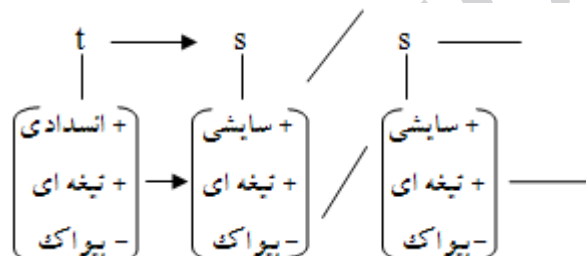 t → s / s —
+ انسدادی + سایشی + سایشی
+ تیغه ای → + تیغه ای / + تیغه ای —
- بیواک - بیواک - بیواک